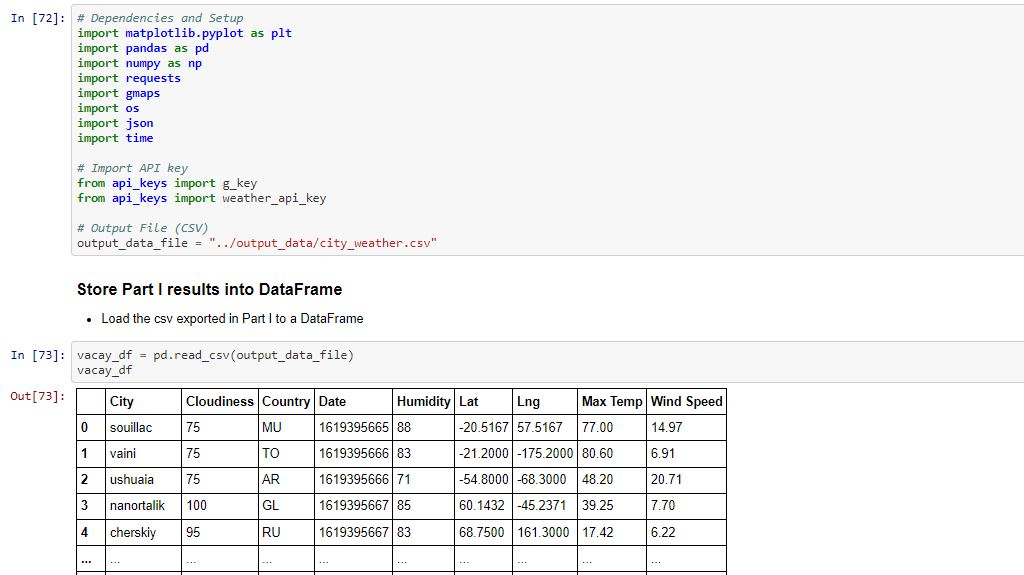 In [72]: # Dependencies and Setup
import matplotlib.pyplot as plt
import pandas as pd
import numpy as np
import requests
import gmaps
import os
import json
import time
# Import API key
from api_keys import g_key
from api_keys import weather_api_key
# Output File (CSV)
output_data_file = "../output_data/city_weather.csv"
Store Part I results into DataFrame
• Load the csv exported in Part I to a DataFrame
In [73]: vacay_df = pd.read_csv(output_data_file)
vacay_df
Out[73]:
City Cloudiness Country Date Humidity Lat Lng Max Temp Wind Speed
0 souillac 75 MU 1619395665 88 -20.5167 57.5167 77.00 14.97
1 vaini 75 TO 1619395666 83 -21.2000 -175.2000 80.60 6.91
2 ushuaia 75 AR 1619395666 71 -54.8000 -68.3000 48.20 20.71
3 nanortalik 100 GL 1619395667 85 60.1432 -45.2371 39.25 7.70
4 cherskiy 95 RU 1619395667 83 68.7500 161.3000 17.42 6.22
... ... ... ... ... ... ... ... ... ...